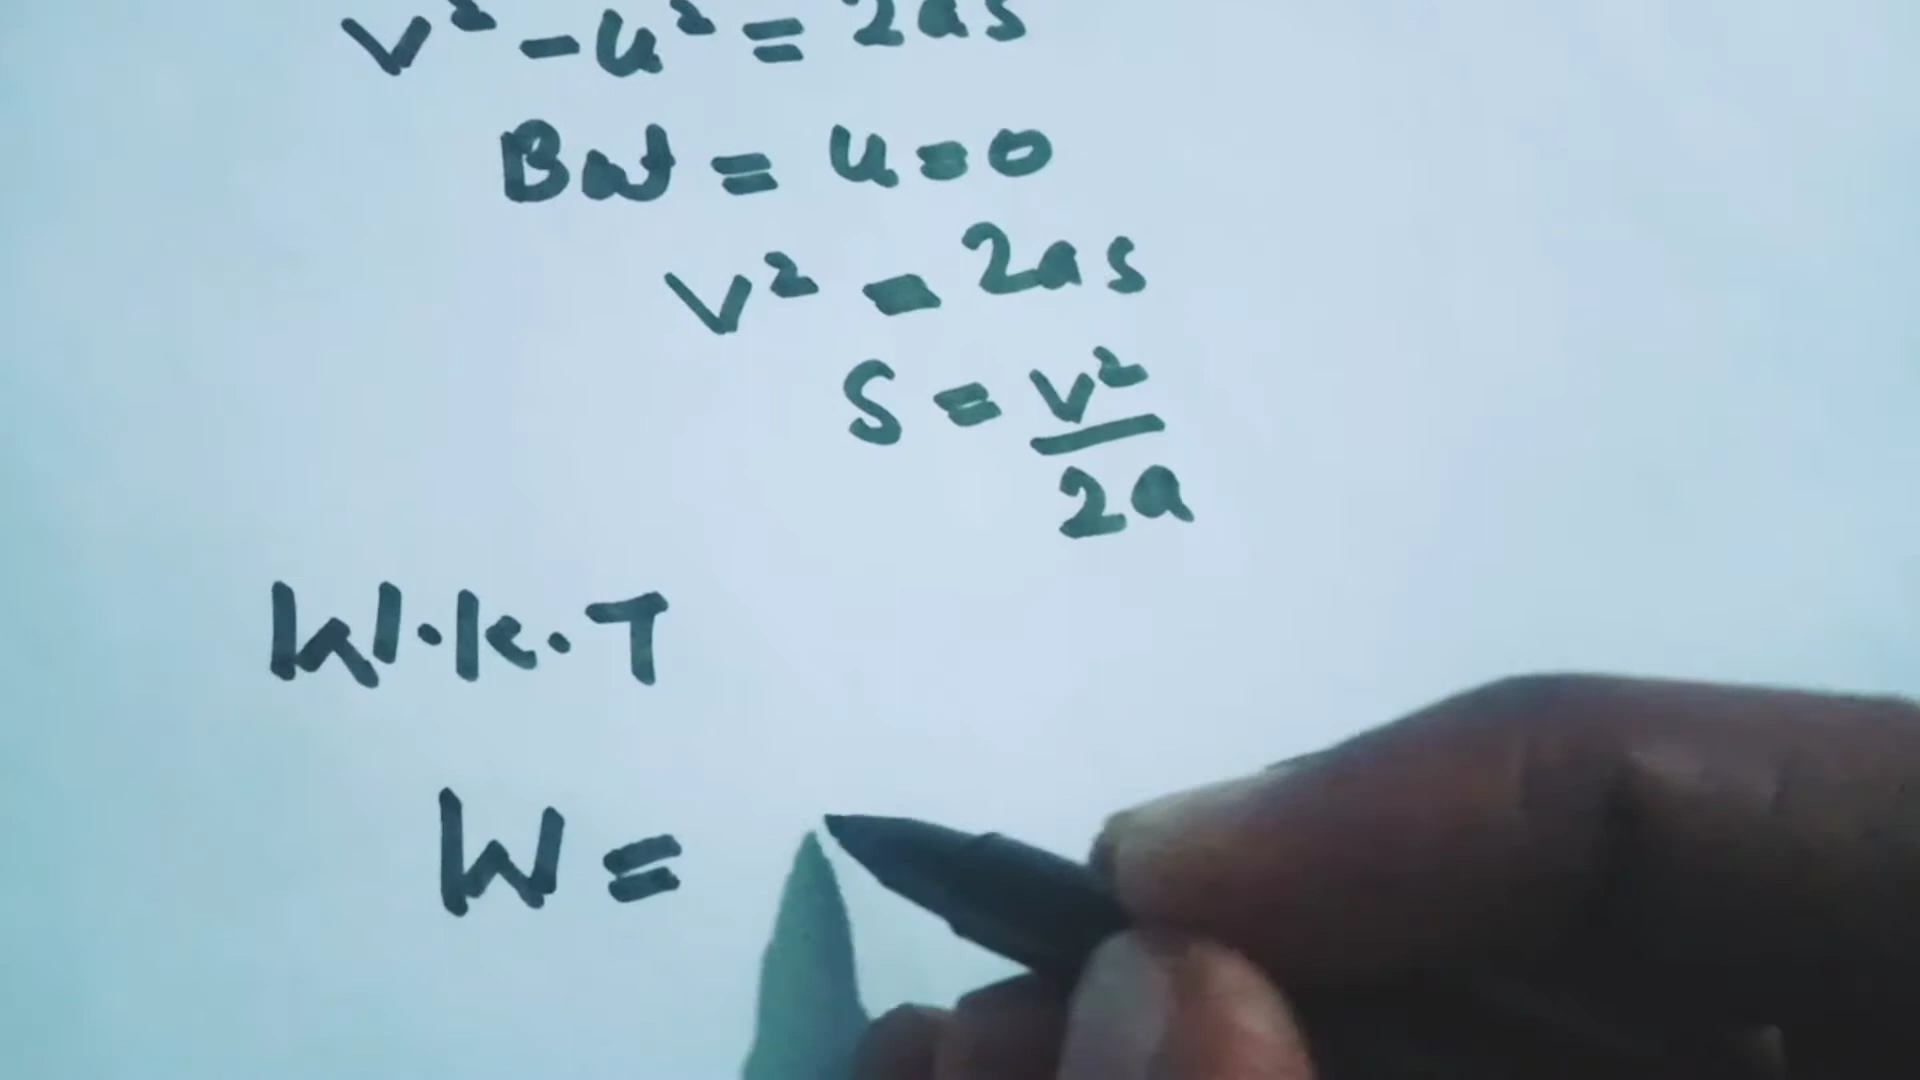 v² - u² = 2as
But = u=0
v² = 2as
S = v²/2a
W.K.T
W =